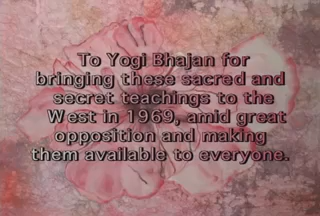 To Yogi Bhajan for
bringing these sacred and
secret teachings to the
West in 1969, amid great
opposition and making
them available to everyone.